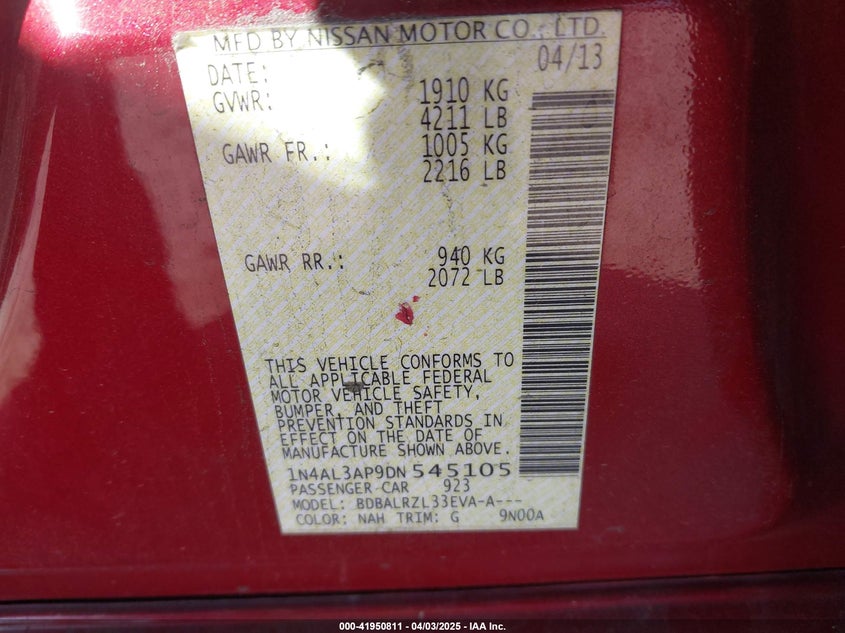 MFD BY NISSAN MOTOR CO., LTD.
DATE: 04/13
GVWR: 1910 KG
4211 LB
GAWR FR.: 1005 KG
2216 LB
GAWR RR.: 940 KG
2072 LB
THIS VEHICLE CONFORMS TO
ALL APPLICABLE FEDERAL
MOTOR VEHICLE SAFETY,
BUMPER, AND THEFT
PREVENTION STANDARDS IN
EFFECT ON THE DATE OF
MANUFACTURE SHOWN ABOVE.
1N4AL3AP9DN545105
PASSENGER CAR 923
MODEL: BDBALRZL33EVA-A---
COLOR: NAH TRIM: G 9N00A
000-41950811 - 04/03/2025 - IAA Inc.